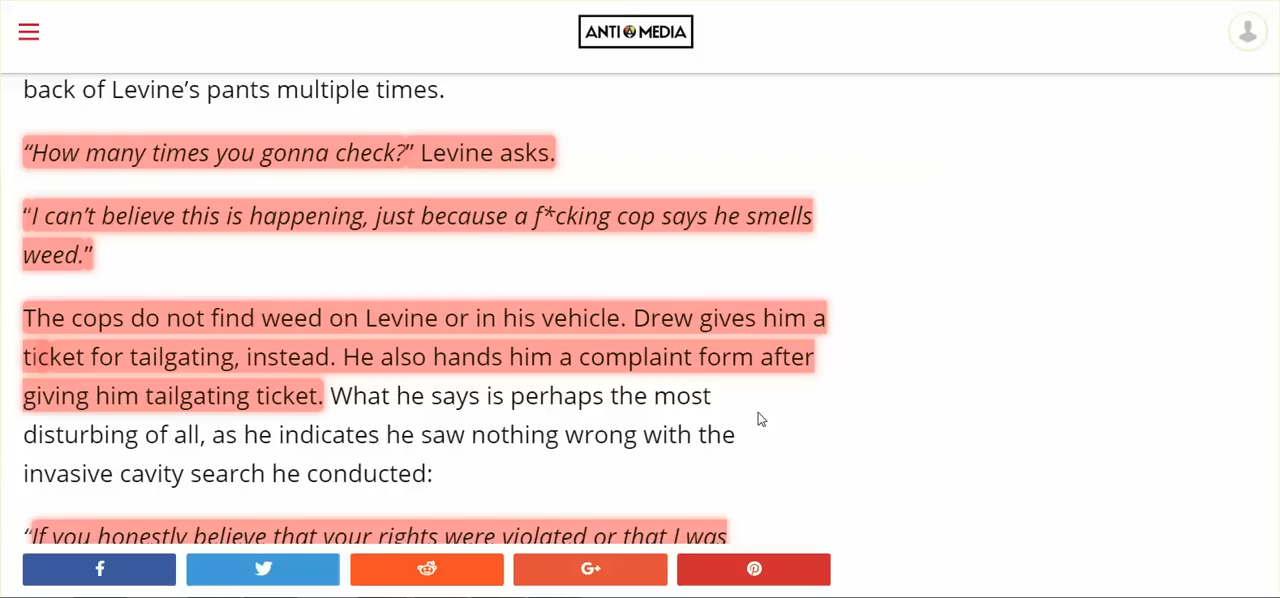 ANTI MEDIA
back of Levine’s pants multiple times.
“How many times you gonna check?” Levine asks.
“I can’t believe this is happening, just because a f*cking cop says he smells
weed.”
The cops do not find weed on Levine or in his vehicle. Drew gives him a
ticket for tailgating, instead. He also hands him a complaint form after
giving him tailgating ticket. What he says is perhaps the most
disturbing of all, as he indicates he saw nothing wrong with the
invasive cavity search he conducted:
“If you honestly believe that your rights were violated or that I was
f
G+